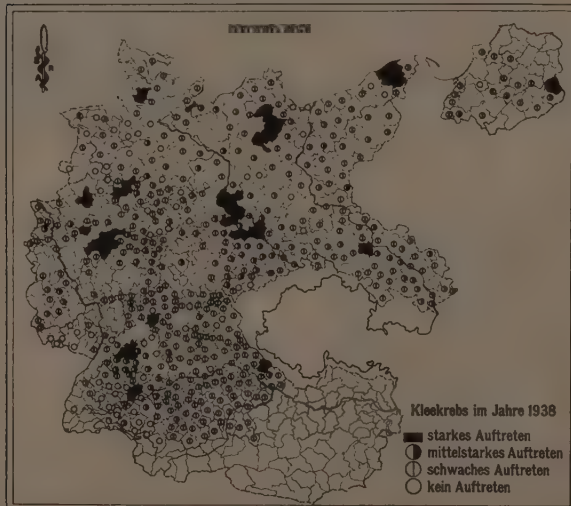 Kleekrebs im Jahre 1938
starkes Auftreten
mittelstarkes Auftreten
schwaches Auftreten
kein Auftreten